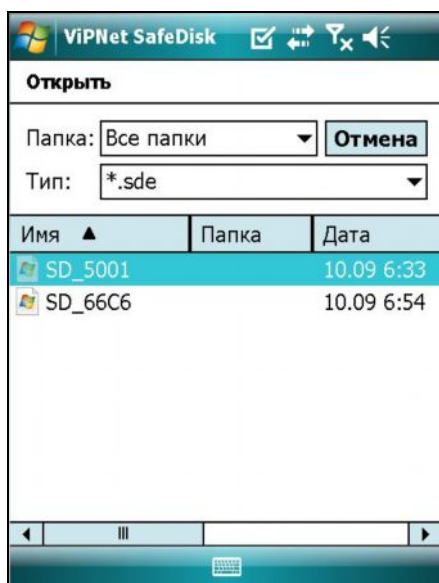 ViPNet SafeDisk
Открыть
Папка: Все папки Отмена
Тип: *.sde
Имя Папка Дата
SD_5001 10.09 6:33
SD_66C6 10.09 6:54